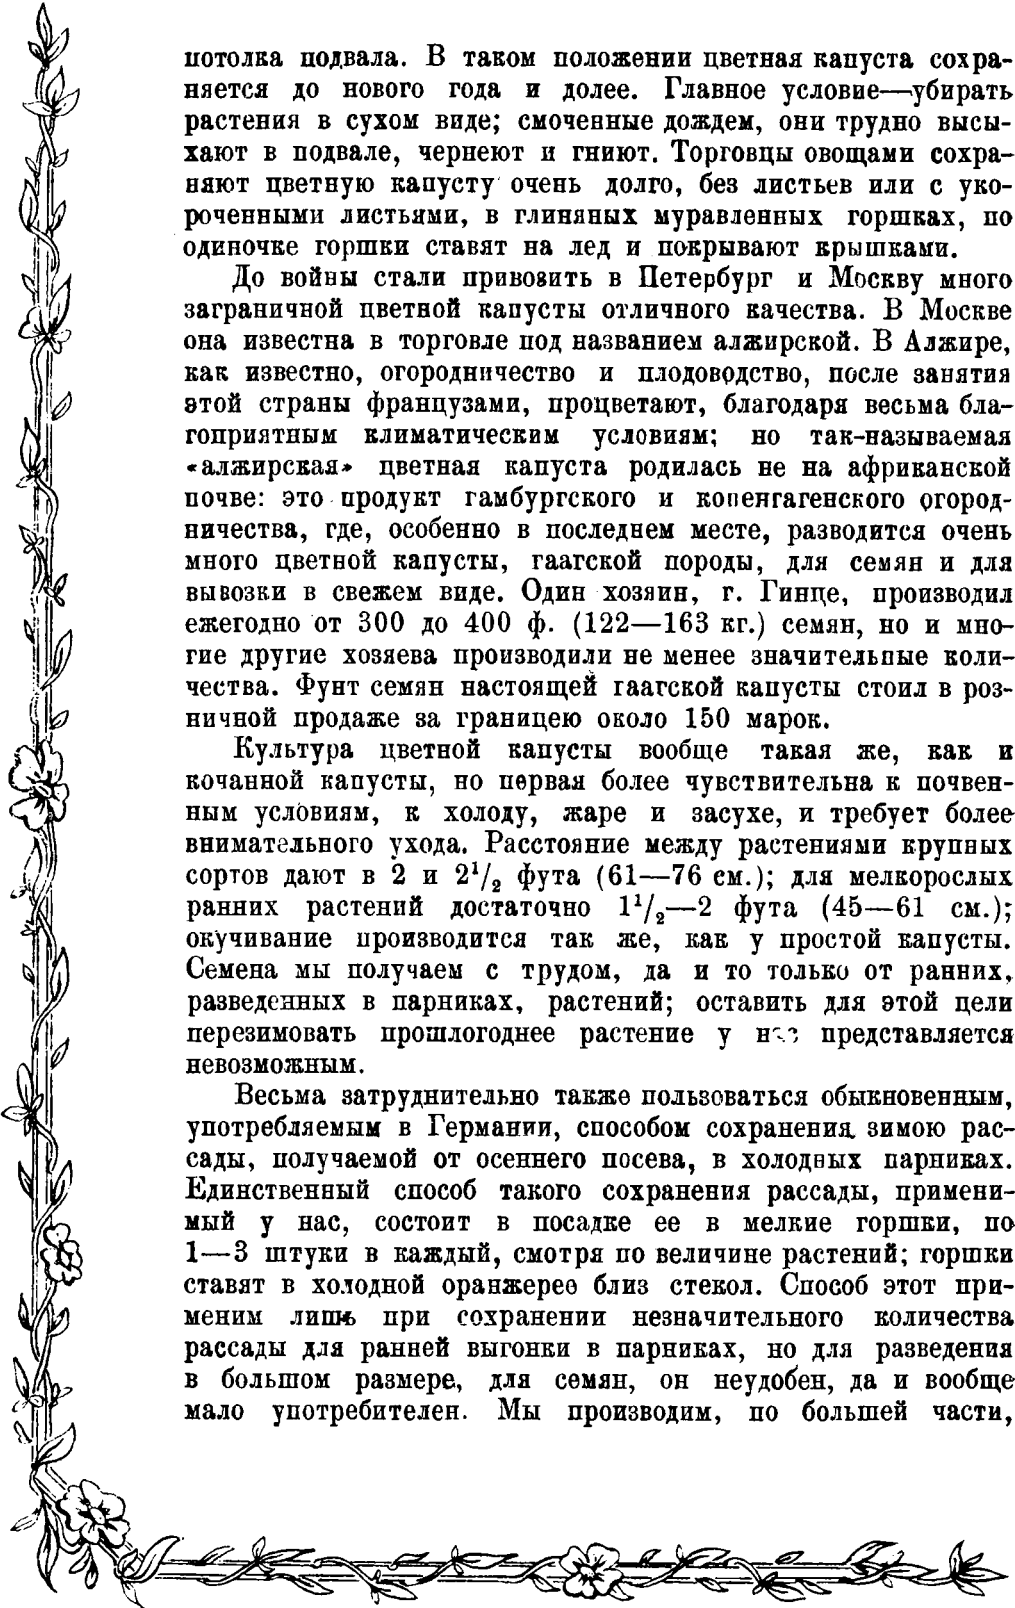 потолка подвала. В таком положении цветная капуста сохра-
няется до нового года и долее. Главное условие—убирать
растения в сухом виде; смоченные дождем, они трудно высы-
хают в подвале, чернеют и гниют. Торговцы овощами сохра-
няют цветную капусту очень долго, без листьев или с уко-
роченными листьями, в глиняных муравленных горшках, по
одиночке горшки ставят на лед и покрывают крышками.
До войны стали привозить в Петербург и Москву много
заграничной цветной капусты отличного качества. В Москве
она известна в торговле под названием алжирской. В Алжире,
как известно, огородничество и плодоводство, после занятия
этой страны французами, процветают, благодаря весьма бла-
гоприятным климатическим условиям; но так-называемая
«алжирская» цветная капуста родилась не на африканской
почве: это продукт гамбургского и копенгагенского огород-
ничества, где, особенно в последнем месте, разводится очень
много цветной капусты, гаагской породы, для семян и для
вывозки в свежем виде. Один хозяин, г. Гинце, производил
ежегодно от 300 до 400 ф. (122—163 кг.) семян, но и мно-
гие другие хозяева производили не менее значительные коли-
чества. Фунт семян настоящей гаагской капусты стоил в роз-
ничной продаже за границею около 150 марок.
Культура цветной капусты вообще такая же, как и
кочанной капусты, но первая более чувствительна к почвен-
ным условиям, к холоду, жаре и засухе, и требует более
внимательного ухода. Расстояние между растениями крупных
сортов дают в 2 и 2¹/₂ фута (61—76 см.); для мелкорослых
ранних растений достаточно 1¹/₂—2 фута (45—61 см.);
окучивание производится так же, как у простой капусты.
Семена мы получаем с трудом, да и то только от ранних,
разведенных в парниках, растений; оставить для этой цели
перезимовать прошлогоднее растение у представляется
невозможным.
Весьма затруднительно также пользоваться обыкновенным,
употребляемым в Германии, способом сохранения зимою рас-
сады, получаемой от осеннего посева, в холодных парниках.
Единственный способ такого сохранения рассады, примени-
мый у нас, состоит в посадке ее в мелкие горшки, по
1—3 штуки в каждый, смотря по величине растений; горшки
ставят в холодной оранжерее близ стекол. Способ этот при-
меним лишь при сохранении незначительного количества
рассады для ранней выгонки в парниках, но для разведения
в большом размере, для семян, он неудобен, да и вообще
мало употребителен. Мы производим, по большей части,